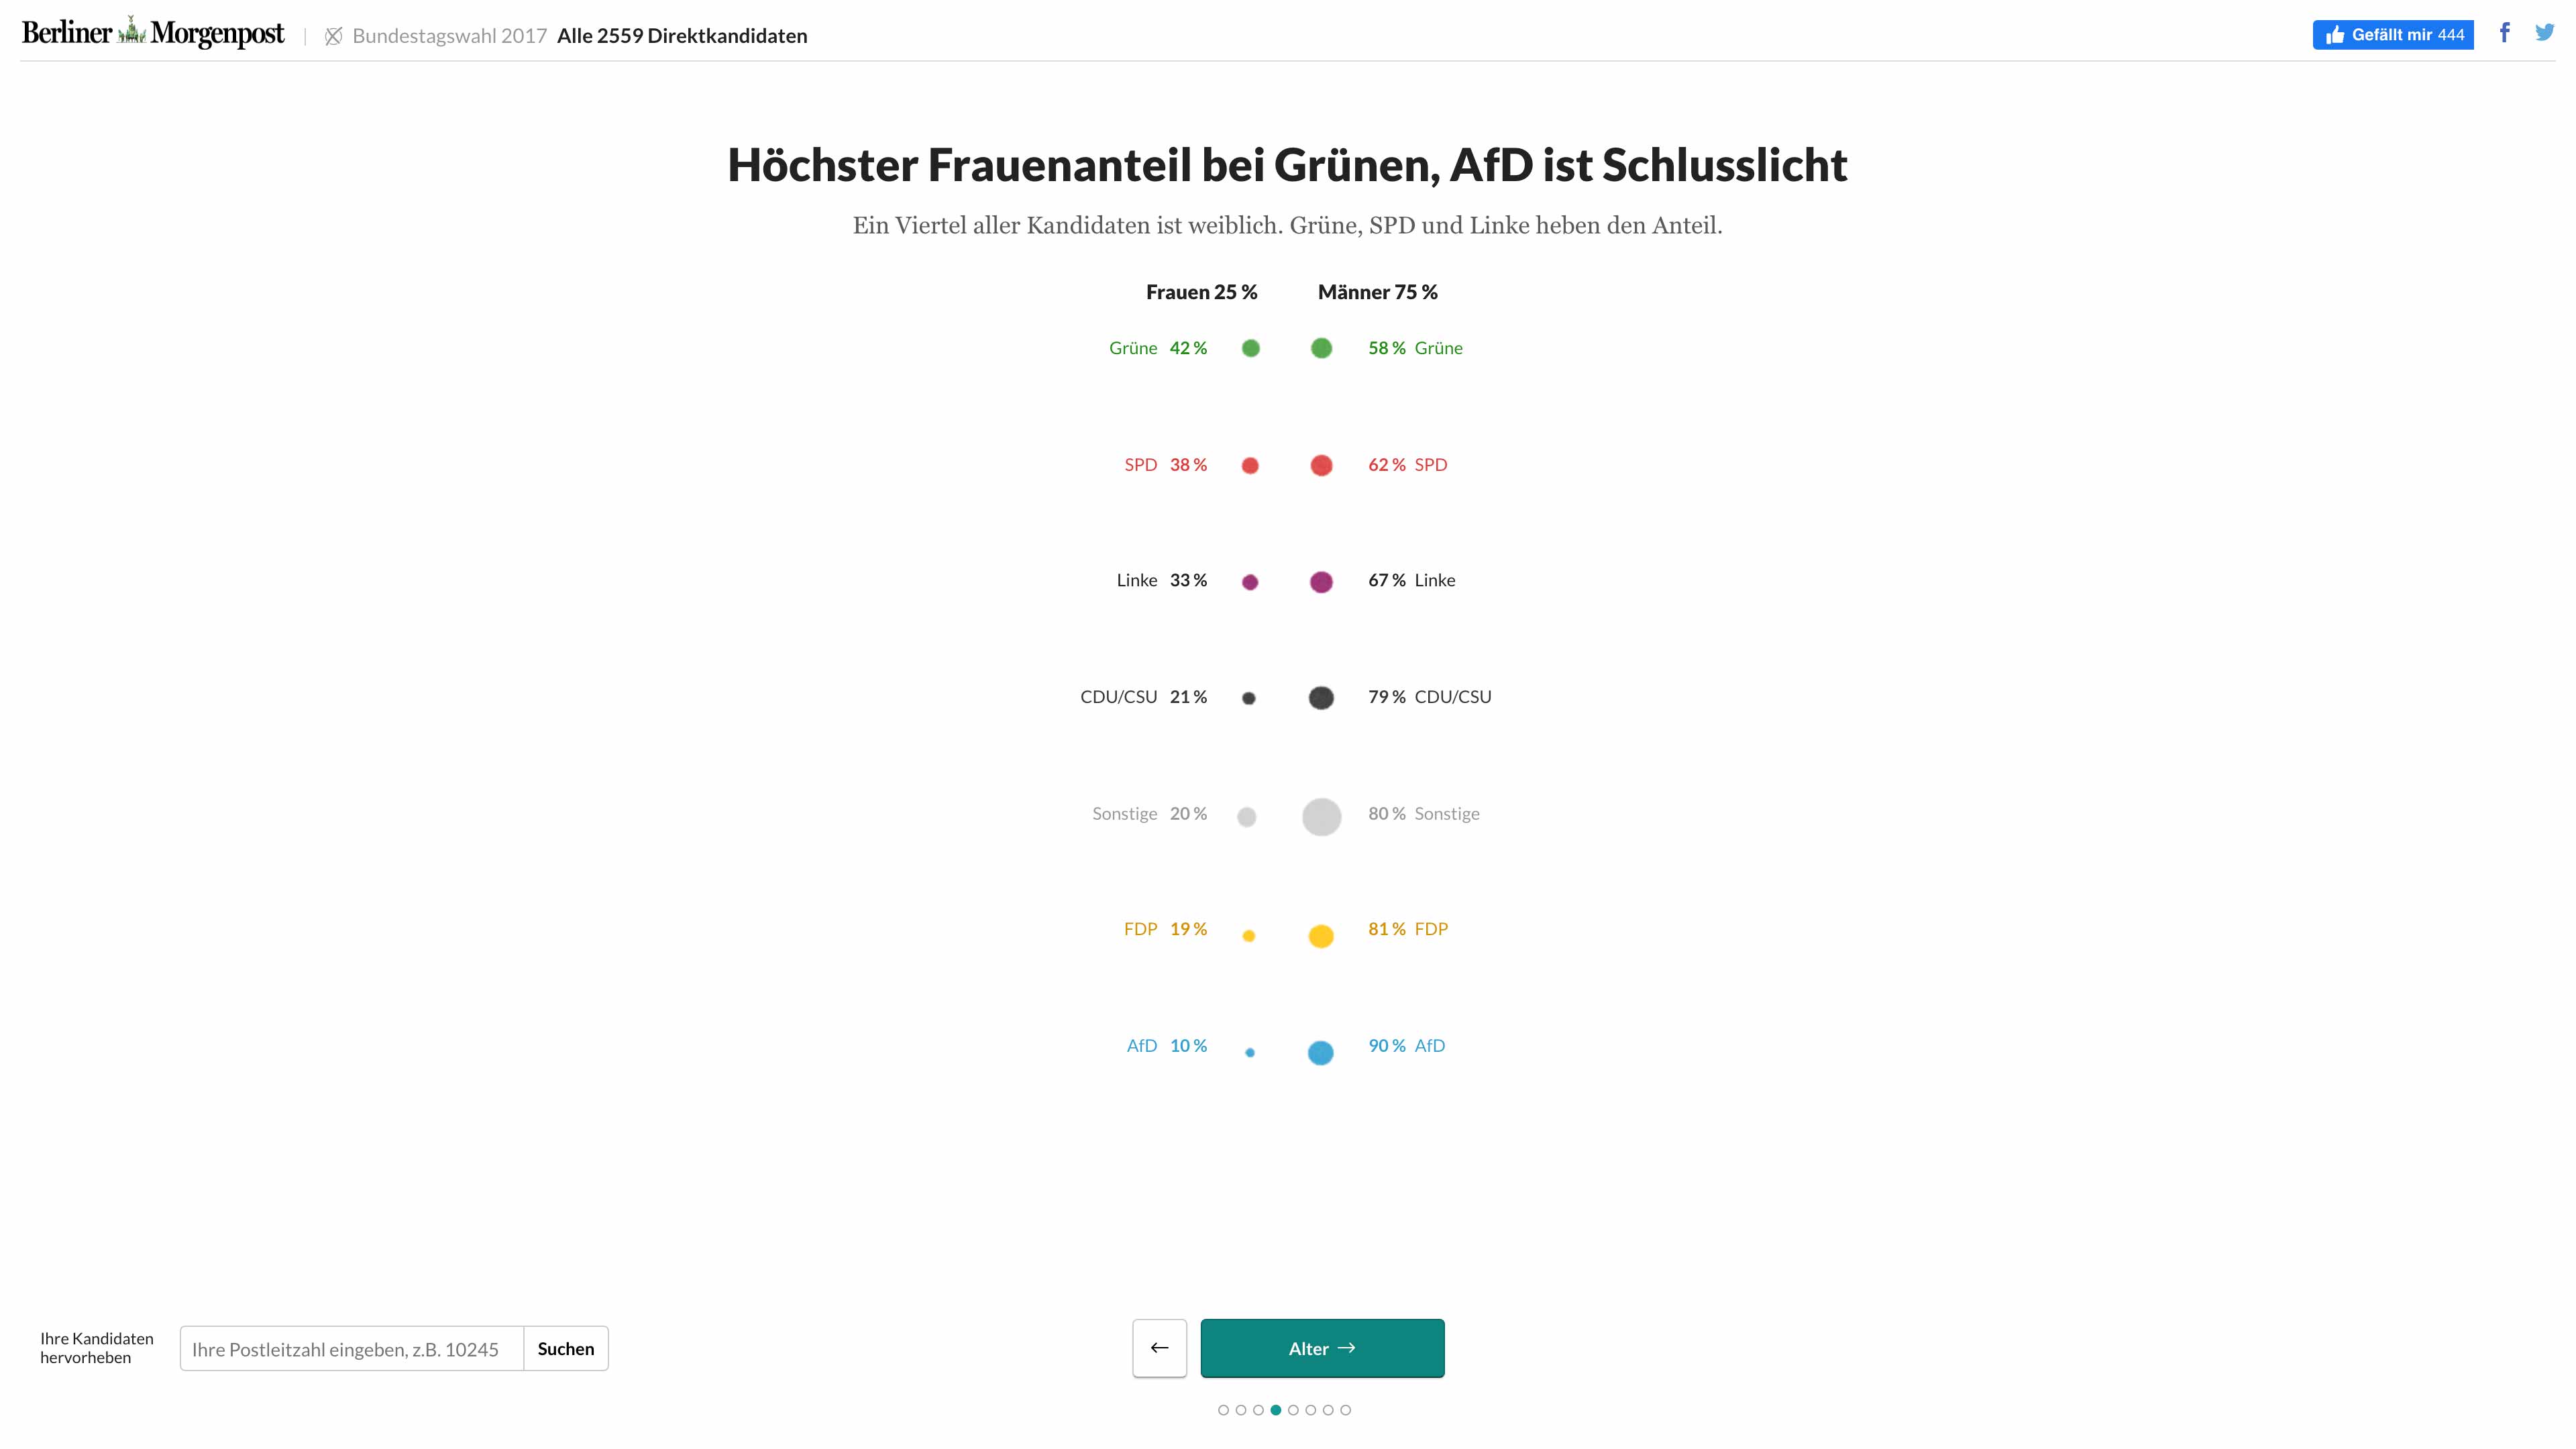 Berliner Morgenpost
Bundestagswahl 2017 Alle 2559 Direktkandidaten
Gefällt mir 444
Höchster Frauenanteil bei Grünen, AfD ist Schlusslicht
Ein Viertel aller Kandidaten ist weiblich. Grüne, SPD und Linke heben den Anteil.
Frauen 25 % Männer 75 %
Grüne 42 % 58 % Grüne
SPD 38 % 62 % SPD
Linke 33 % 67 % Linke
CDU/CSU 21 % 79 % CDU/CSU
Sonstige 20 % 80 % Sonstige
FDP 19 % 81 % FDP
AfD 10 % 90 % AfD
Ihre Kandidaten
hervorheben
Ihre Postleitzahl eingeben, z.B. 10245 Suchen
← Alter →